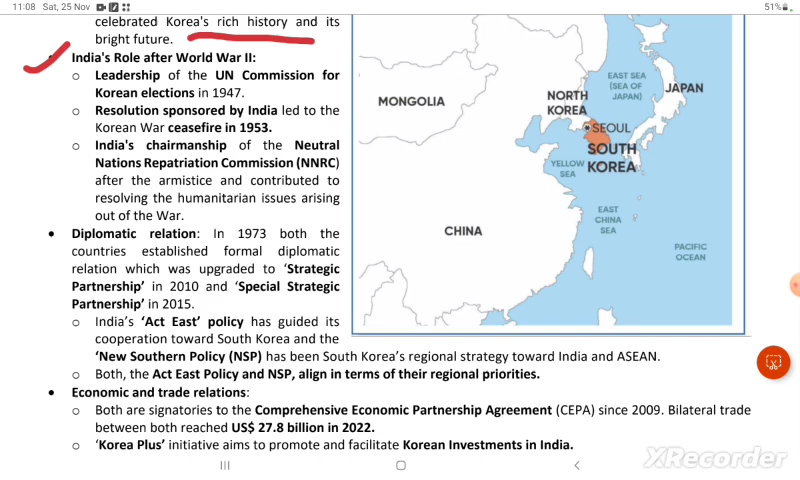 11:08 Sat, 25 Nov
51%
celebrated Korea's rich history and its
bright future.
India's Role after World War II:
o Leadership of the UN Commission for
Korean elections in 1947.
o Resolution sponsored by India led to the
Korean War ceasefire in 1953.
o India's chairmanship of the Neutral
Nations Repatriation Commission (NNRC)
after the armistice and contributed to
resolving the humanitarian issues arising
out of the War.
• Diplomatic relation: In 1973 both the
countries established formal diplomatic
relation which was upgraded to ‘Strategic
Partnership’ in 2010 and ‘Special Strategic
Partnership’ in 2015.
o India’s ‘Act East’ policy has guided its
cooperation toward South Korea and the
‘New Southern Policy (NSP) has been South Korea’s regional strategy toward India and ASEAN.
o Both, the Act East Policy and NSP, align in terms of their regional priorities.
• Economic and trade relations:
o Both are signatories to the Comprehensive Economic Partnership Agreement (CEPA) since 2009. Bilateral trade
between both reached US$ 27.8 billion in 2022.
o ‘Korea Plus’ initiative aims to promote and facilitate Korean Investments in India.
MONGOLIA
NORTH
KOREA
EAST SEA
(SEA OF
JAPAN)
JAPAN
SEOUL
SOUTH
KOREA
YELLOW
SEA
EAST
CHINA
SEA
CHINA
PACIFIC
OCEAN
XRecorder